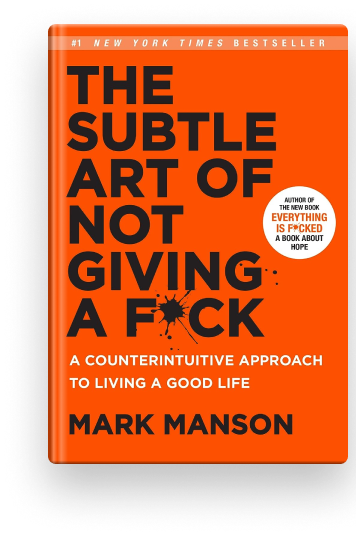 #1 NEW YORK TIMES BESTSELLER
THE
SUBTLE
ART OF
NOT
GIVING
A F*CK
AUTHOR OF
THE NEW BOOK
EVERYTHING
IS F*CKED
A BOOK ABOUT
HOPE
A COUNTERINTUITIVE APPROACH
TO LIVING A GOOD LIFE
MARK MANSON